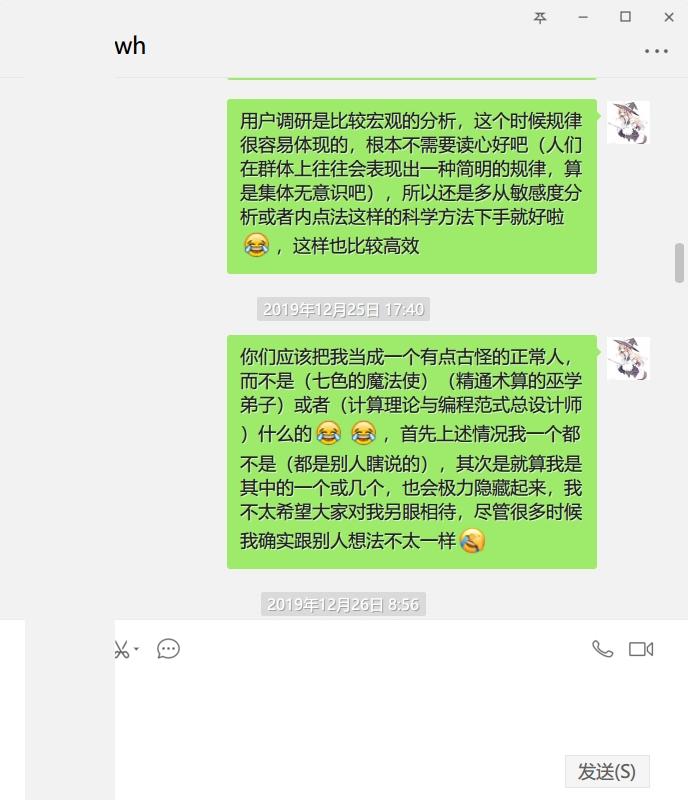 wh
用户调研是比较宏观的分析，这个时候规律
很容易体现的，根本不需要读心好吧（人们
在群体上往往会表现出一种简明的规律，算
是集体无意识吧），所以还是多从敏感度分
析或者内点法这样的科学方法下手就好啦
😂，这样也比较高效
2019年12月25日 17:40
你们应该把我当成一个有点古怪的正常人，
而不是（七色的魔法使）（精通术算的巫学
弟子）或者（计算理论与编程范式总设计师
）什么的😂😂，首先上述情况我一个都
不是（都是别人瞎说的），其次是就算我是
其中的一个或几个，也会极力隐藏起来，我
不太希望大家对我另眼相待，尽管很多时候
我确实跟别人想法不太一样
2019年12月26日 8:56
发送(S)